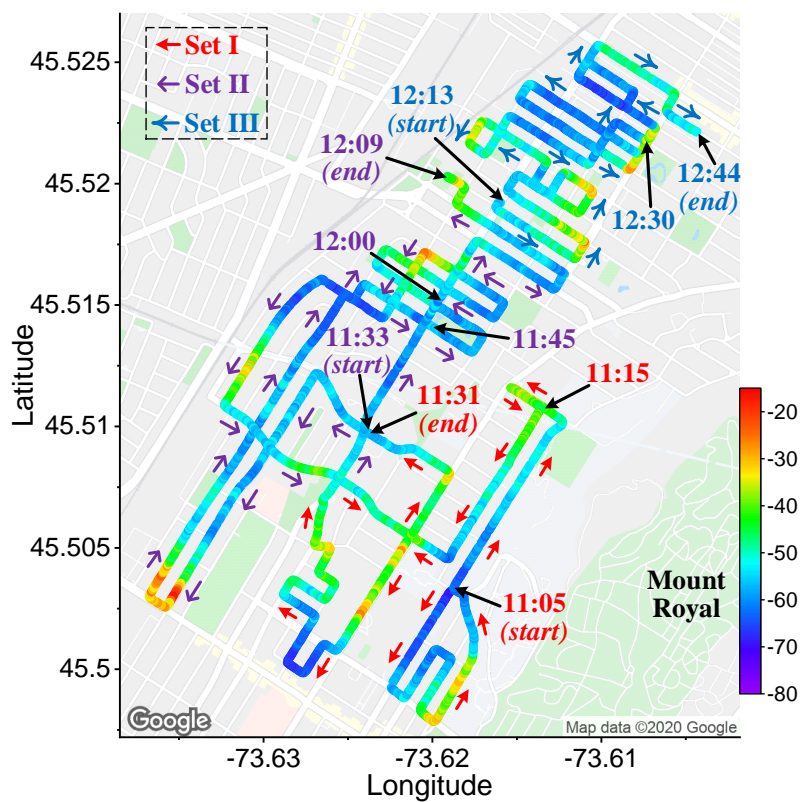 Set I
Set II
Set III
45.525
45.52
45.515
45.51
45.505
45.5
Latitude
12:13
(start)
12:09
(end)
12:00
11:33
(start)
11:45
11:31
(end)
11:15
11:05
(start)
12:44
(end)
12:30
Mount
Royal
-20
-30
-40
-50
-60
-70
-80
Google
Map data ©2020 Google
-73.63
-73.62
-73.61
Longitude